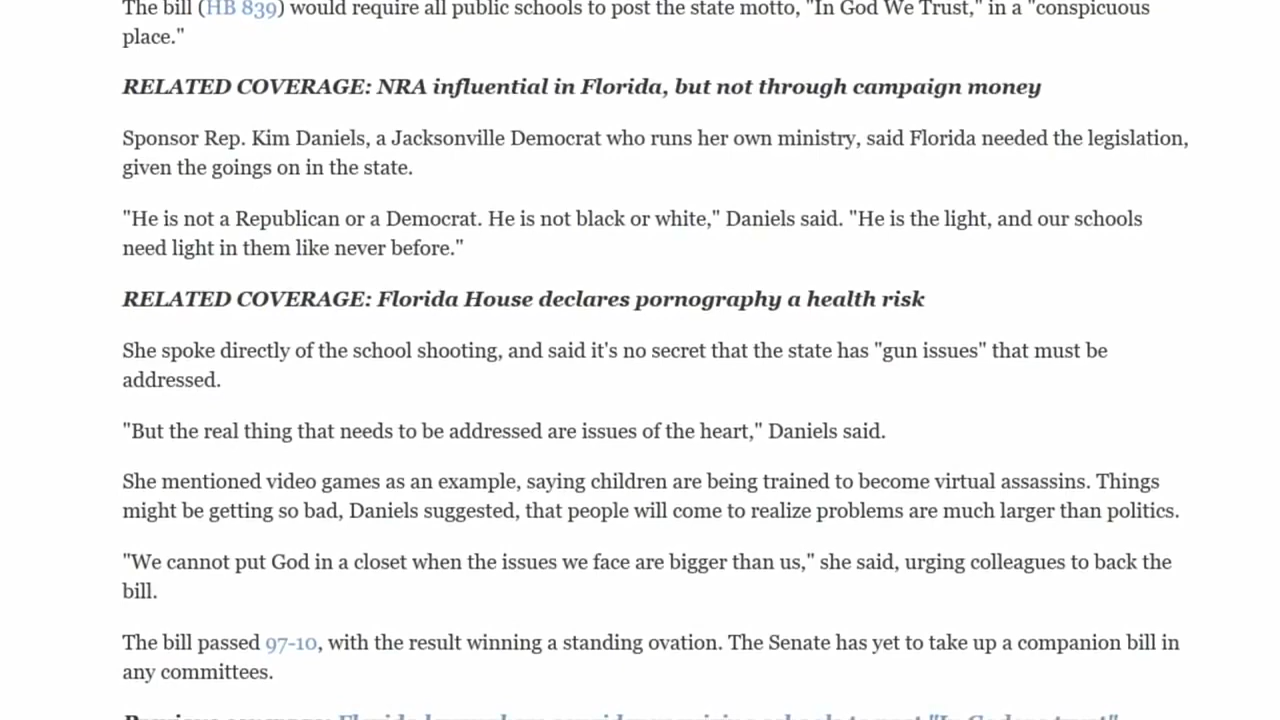 The bill (HB 839) would require all public schools to post the state motto, "In God We Trust," in a "conspicuous
place."
RELATED COVERAGE: NRA influential in Florida, but not through campaign money
Sponsor Rep. Kim Daniels, a Jacksonville Democrat who runs her own ministry, said Florida needed the legislation,
given the goings on in the state.
"He is not a Republican or a Democrat. He is not black or white," Daniels said. "He is the light, and our schools
need light in them like never before."
RELATED COVERAGE: Florida House declares pornography a health risk
She spoke directly of the school shooting, and said it's no secret that the state has "gun issues" that must be
addressed.
"But the real thing that needs to be addressed are issues of the heart," Daniels said.
She mentioned video games as an example, saying children are being trained to become virtual assassins. Things
might be getting so bad, Daniels suggested, that people will come to realize problems are much larger than politics.
"We cannot put God in a closet when the issues we face are bigger than us," she said, urging colleagues to back the
bill.
The bill passed 97-10, with the result winning a standing ovation. The Senate has yet to take up a companion bill in
any committees.